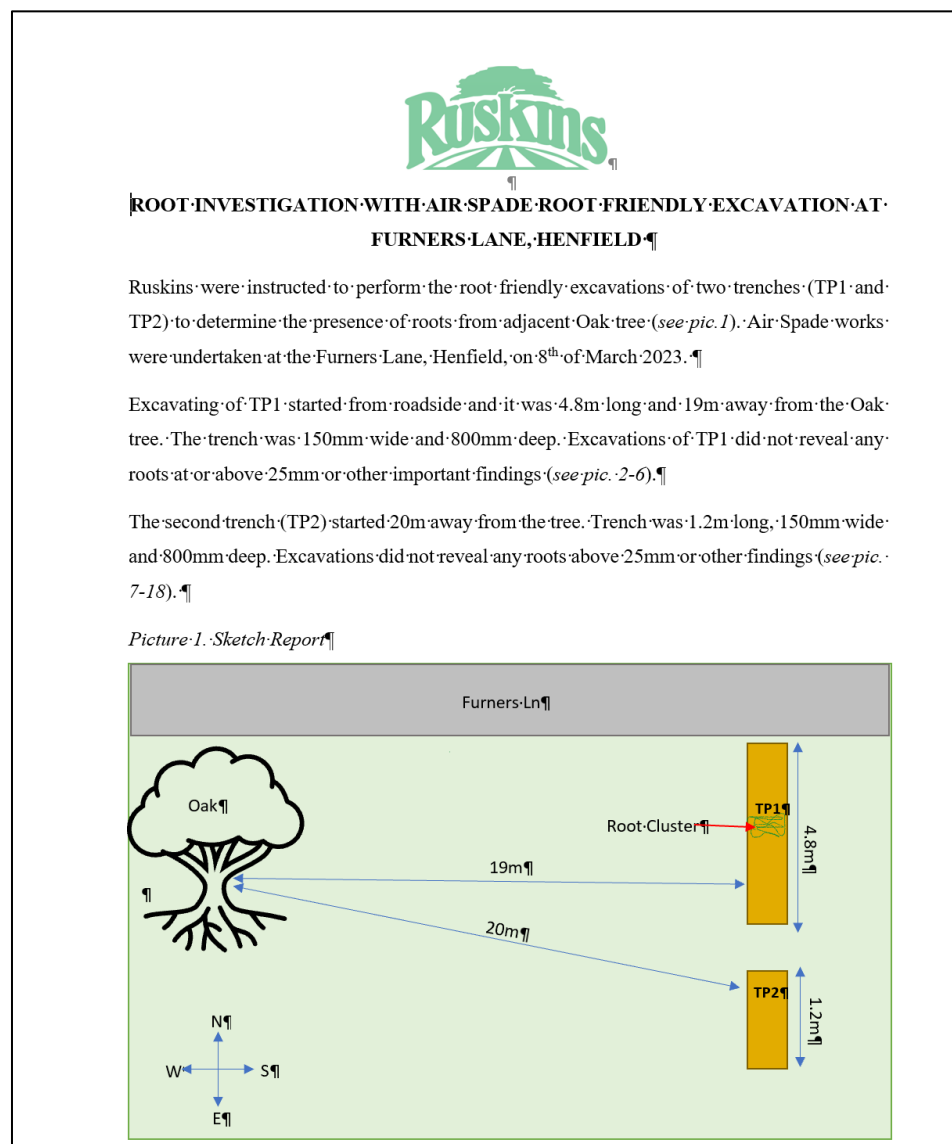 Ruskins¶
¶
ROOT·INVESTIGATION·WITH·AIR·SPADE·ROOT·FRIENDLY·EXCAVATION·AT·
FURNERS·LANE,·HENFIELD·¶
Ruskins·were·instructed·to·perform·the·root·friendly·excavations·of·two·trenches·(TP1·and·
TP2)·to·determine·the·presence·of·roots·from·adjacent·Oak·tree·(see·pic.1).·Air·Spade·works·
were·undertaken·at·the·Furners·Lane,·Henfield,·on·8th·of·March·2023.·¶
Excavating·of·TP1·started·from·roadside·and·it·was·4.8m·long·and·19m·away·from·the·Oak·
tree.·The·trench·was·150mm·wide·and·800mm·deep.·Excavations·of·TP1·did·not·reveal·any·
roots·at·or·above·25mm·or·other·important·findings·(see·pic.·2-6).¶
The·second·trench·(TP2)·started·20m·away·from·the·tree.·Trench·was·1.2m·long,·150mm·wide·
and·800mm·deep.·Excavations·did·not·reveal·any·roots·above·25mm·or·other·findings·(see·pic.·
7-18).·¶
Picture·1.·Sketch·Report¶
Furners·Ln¶
Oak¶
TP1¶
Root·Cluster¶
4.8m¶
19m¶
¶
20m¶
TP2¶
1.2m¶
N¶
W
S¶
E¶